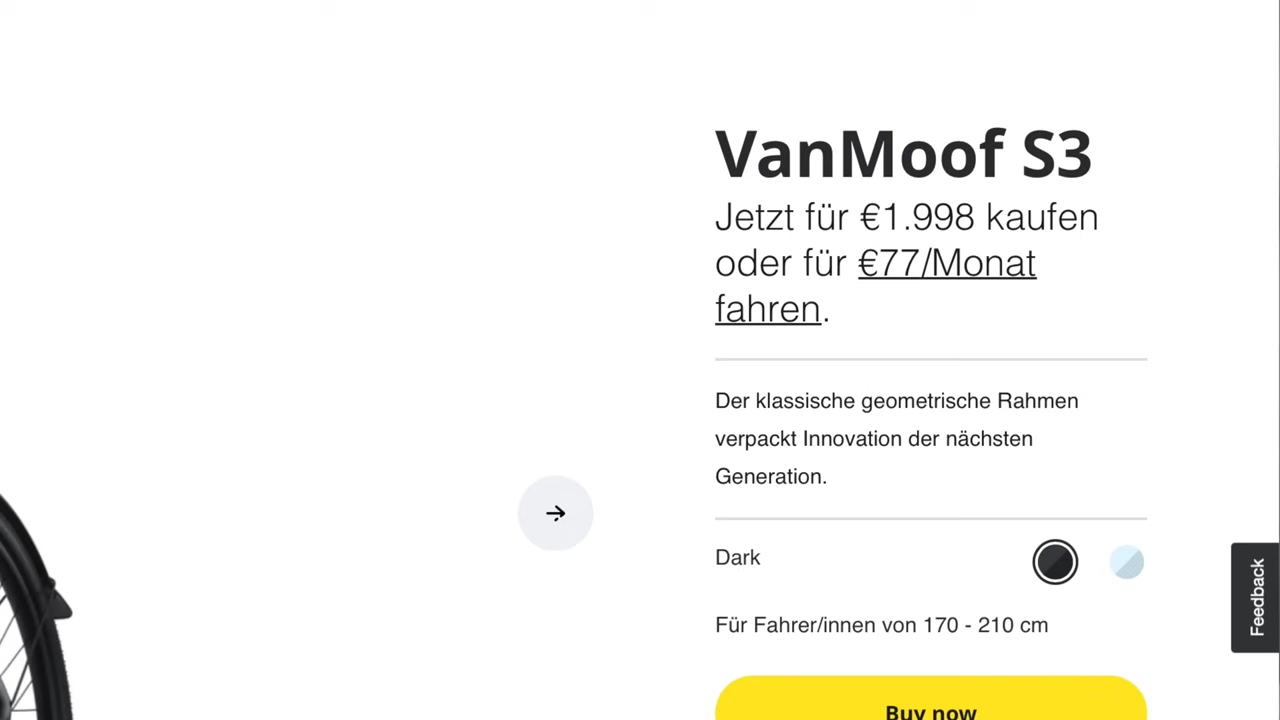 VanMoof S3
Jetzt für €1.998 kaufen
oder für €77/Monat
fahren.
Der klassische geometrische Rahmen
verpackt Innovation der nächsten
Generation.
Dark
Für Fahrer/innen von 170 - 210 cm
Feedback
Buy now